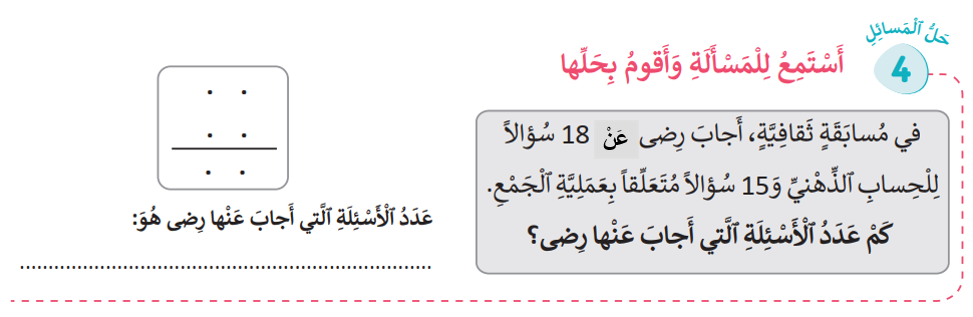 حَلُّ ٱلْمَسائِلِ
4
أَسْتَمِعُ لِلْمَسْأَلَةِ وَأَقومُ بِحَلِّها
في مُسابَقَةٍ ثَقافِيَّةٍ، أَجابَ رِضى عَنْ 18 سُؤالاً
لِلْحِسابِ ٱلذِّهْنيِّ وَ15 سُؤالاً مُتَعَلِّقاً بِعَمَلِيَّةِ ٱلْجَمْعِ.
كَمْ عَدَدُ ٱلْأَسْئِلَةِ ٱلَّتي أَجابَ عَنْها رِضى؟
. .
. .
. .
عَدَدُ ٱلْأَسْئِلَةِ ٱلَّتي أَجابَ عَنْها رِضى هُوَ:
......................................................................